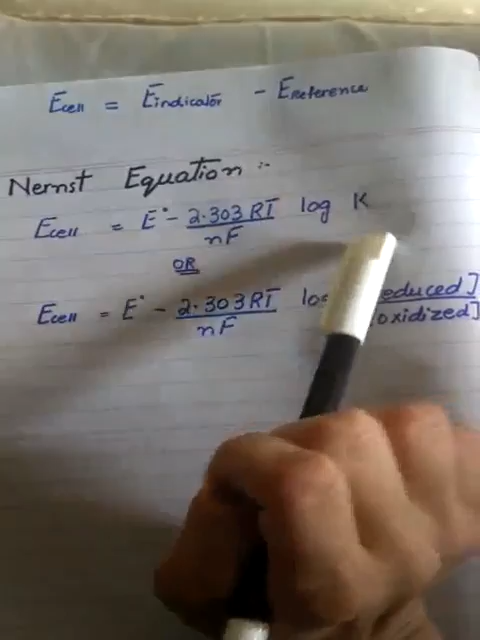 Ecell = Eindicator - EReference
Nernst Equation :-
Ecell = E° - 2.303RT/nF log K
OR
Ecell = E° - 2.303RT/nF educed]/oxidized]